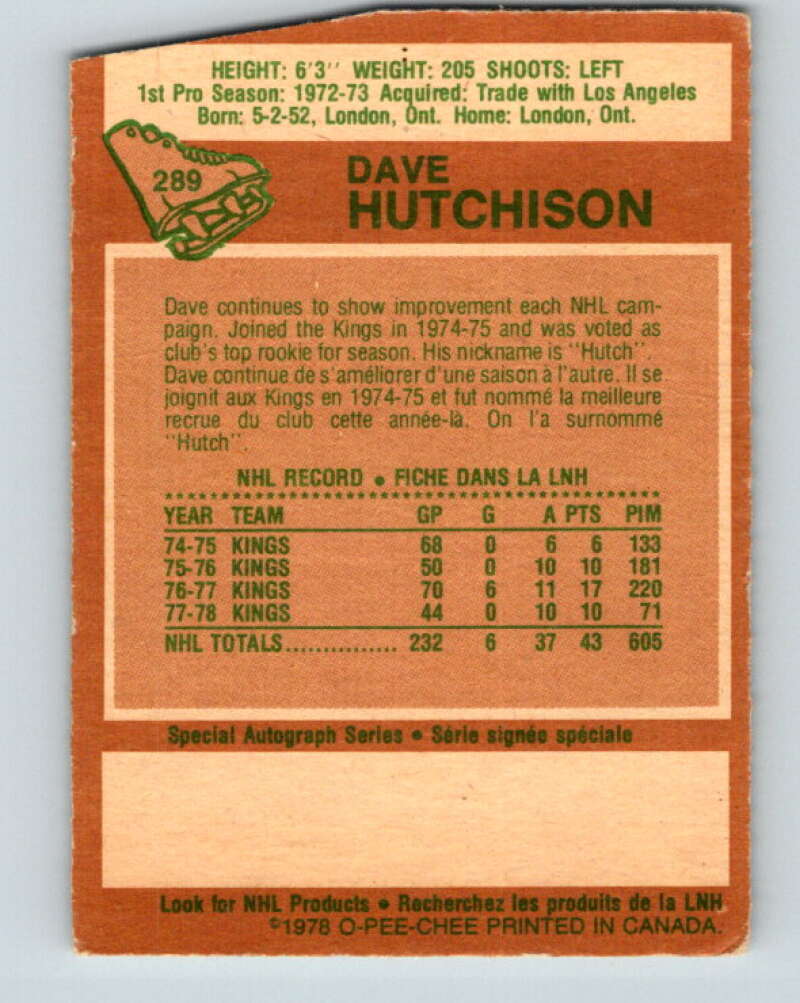 HEIGHT: 6'3'' WEIGHT: 205 SHOOTS: LEFT
1st Pro Season: 1972-73 Acquired: Trade with Los Angeles
Born: 5-2-52, London, Ont. Home: London, Ont.
289
DAVE
HUTCHISON
Dave continues to show improvement each NHL cam-
paign. Joined the Kings in 1974-75 and was voted as
club's top rookie for season. His nickname is "Hutch".
Dave continue de s'améliorer d'une saison à l'autre. Il se
joignit aux Kings en 1974-75 et fut nommé la meilleure
recrue du club cette année-là. On l'a surnommé
"Hutch".
NHL RECORD • FICHE DANS LA LNH
YEAR TEAM GP G A PTS PIM
74-75 KINGS 68 0 6 6 133
75-76 KINGS 50 0 10 10 181
76-77 KINGS 70 6 11 17 220
77-78 KINGS 44 0 10 10 71
NHL TOTALS............... 232 6 37 43 605
Special Autograph Series • Série signée spéciale
Look for NHL Products • Recherchez les produits de la LNH
©1978 O-PEE-CHEE PRINTED IN CANADA.